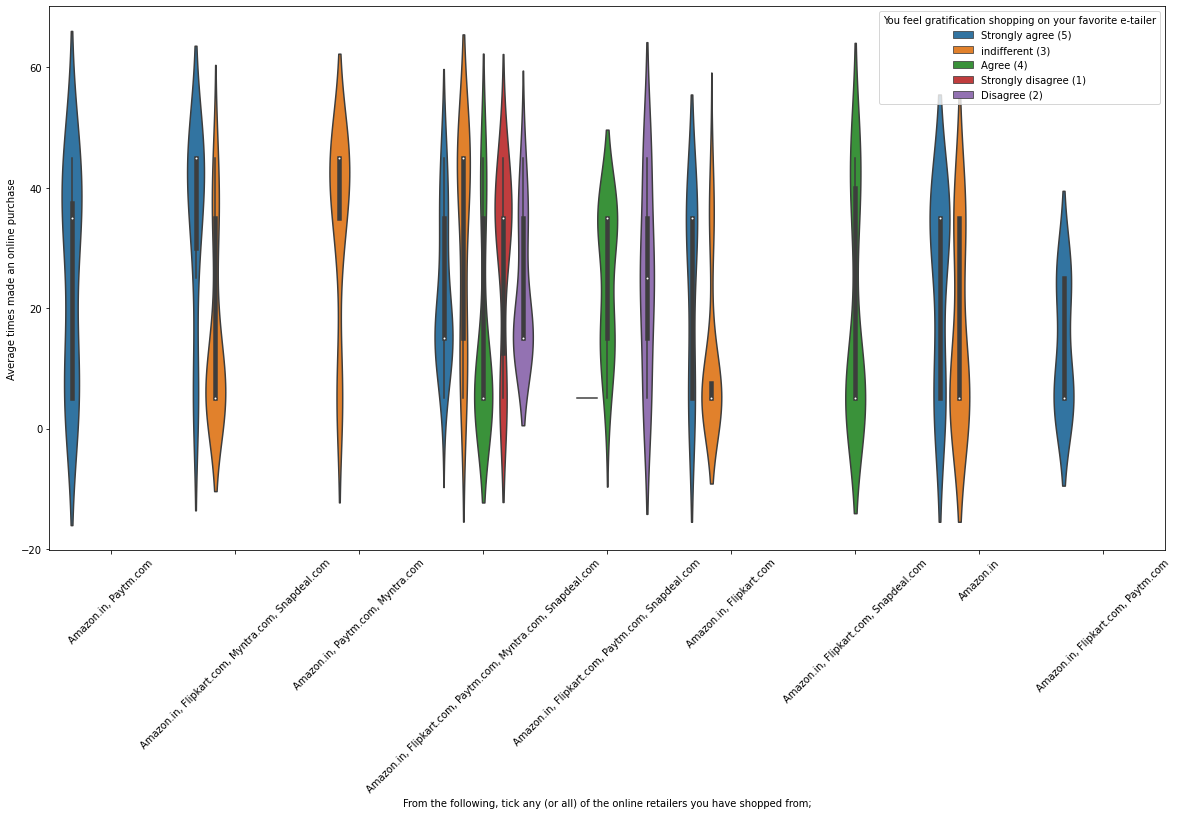 You feel gratification shopping on your favorite e-tailer
Strongly agree (5)
indifferent (3)
Agree (4)
Strongly disagree (1)
Disagree (2)
Average times made an online purchase
60
40
20
0
−20
Amazon.in, Paytm.com
Amazon.in, Flipkart.com, Myntra.com, Snapdeal.com
Amazon.in, Paytm.com, Myntra.com
Amazon.in, Flipkart.com, Paytm.com, Myntra.com, Snapdeal.com
Amazon.in, Flipkart.com, Paytm.com, Snapdeal.com
Amazon.in, Flipkart.com
Amazon.in, Flipkart.com, Snapdeal.com
Amazon.in
Amazon.in, Flipkart.com, Paytm.com
From the following, tick any (or all) of the online retailers you have shopped from;